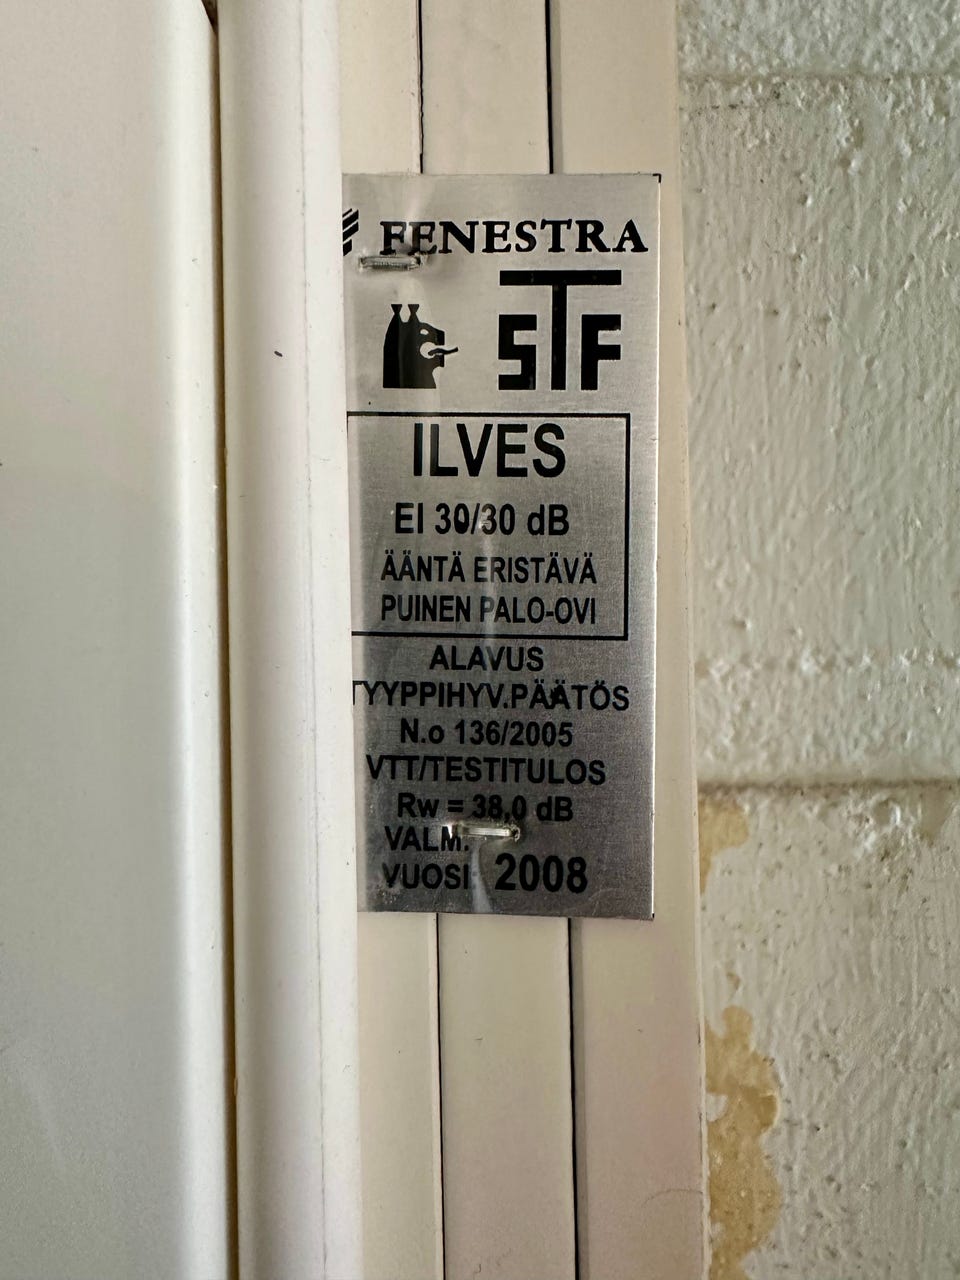 FENESTRA
STF
ILVES
EI 30/30 dB
ÄÄNTÄ ERISTÄVÄ
PUINEN PALO-OVI
ALAVUS
TYYPPIHYV.PÄÄTÖS
N.o 136/2005
VTT/TESTITULOS
Rw = 38,0 dB
VALM.
VUOSI: 2008